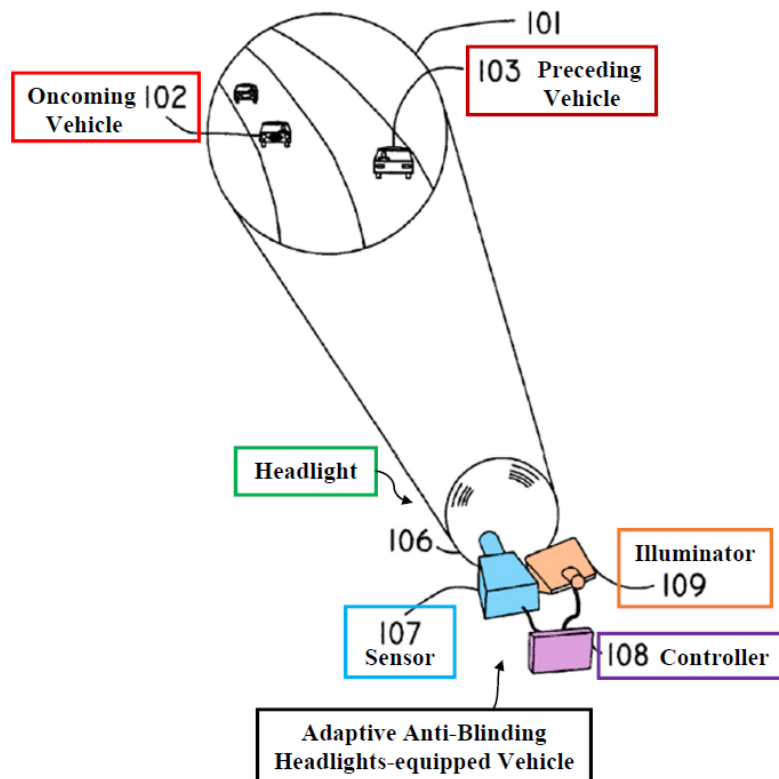 101
Oncoming 102
Vehicle
103 Preceding
Vehicle
Headlight
106
Illuminator
109
107
Sensor
108 Controller
Adaptive Anti-Blinding
Headlights-equipped Vehicle